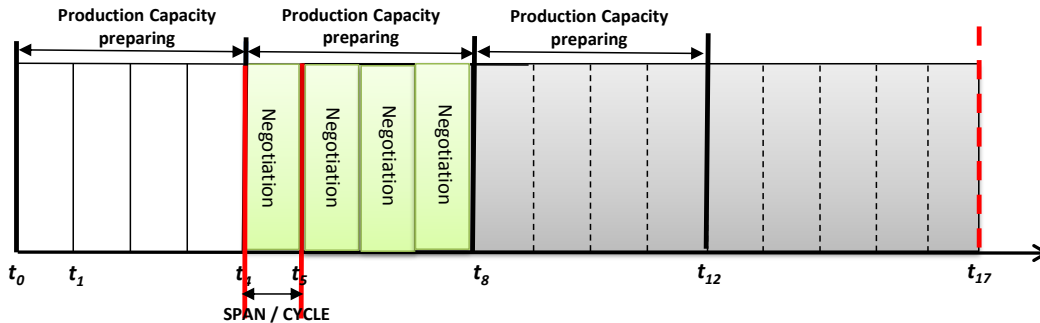 Production Capacity
preparing
Production Capacity
preparing
Production Capacity
preparing
Negotiation
Negotiation
Negotiation
Negotiation
t0 t1 t4 t5 t8 t12 t17
SPAN / CYCLE